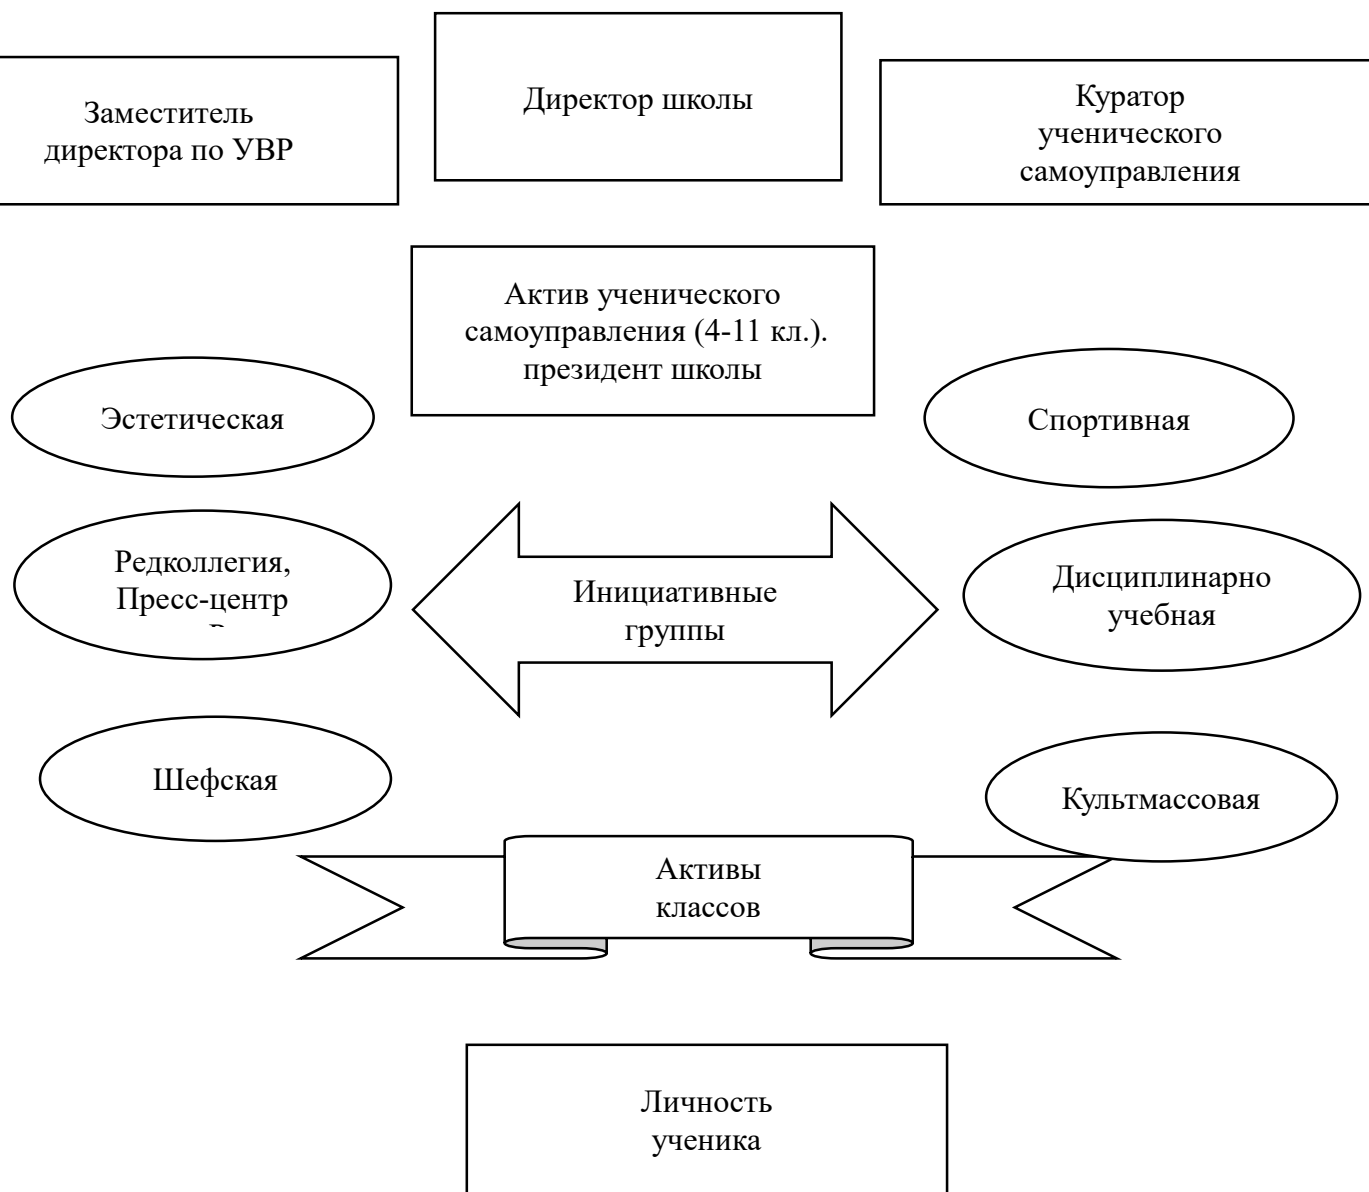 Директор школы
Заместитель
директора по УВР
Куратор
ученического
самоуправления
Актив ученического
самоуправления (4-11 кл.).
президент школы
Эстетическая
Спортивная
Редколлегия,
Пресс-центр
Инициативные
группы
Дисциплинарно
учебная
Шефская
Культмассовая
Активы
классов
Личность
ученика